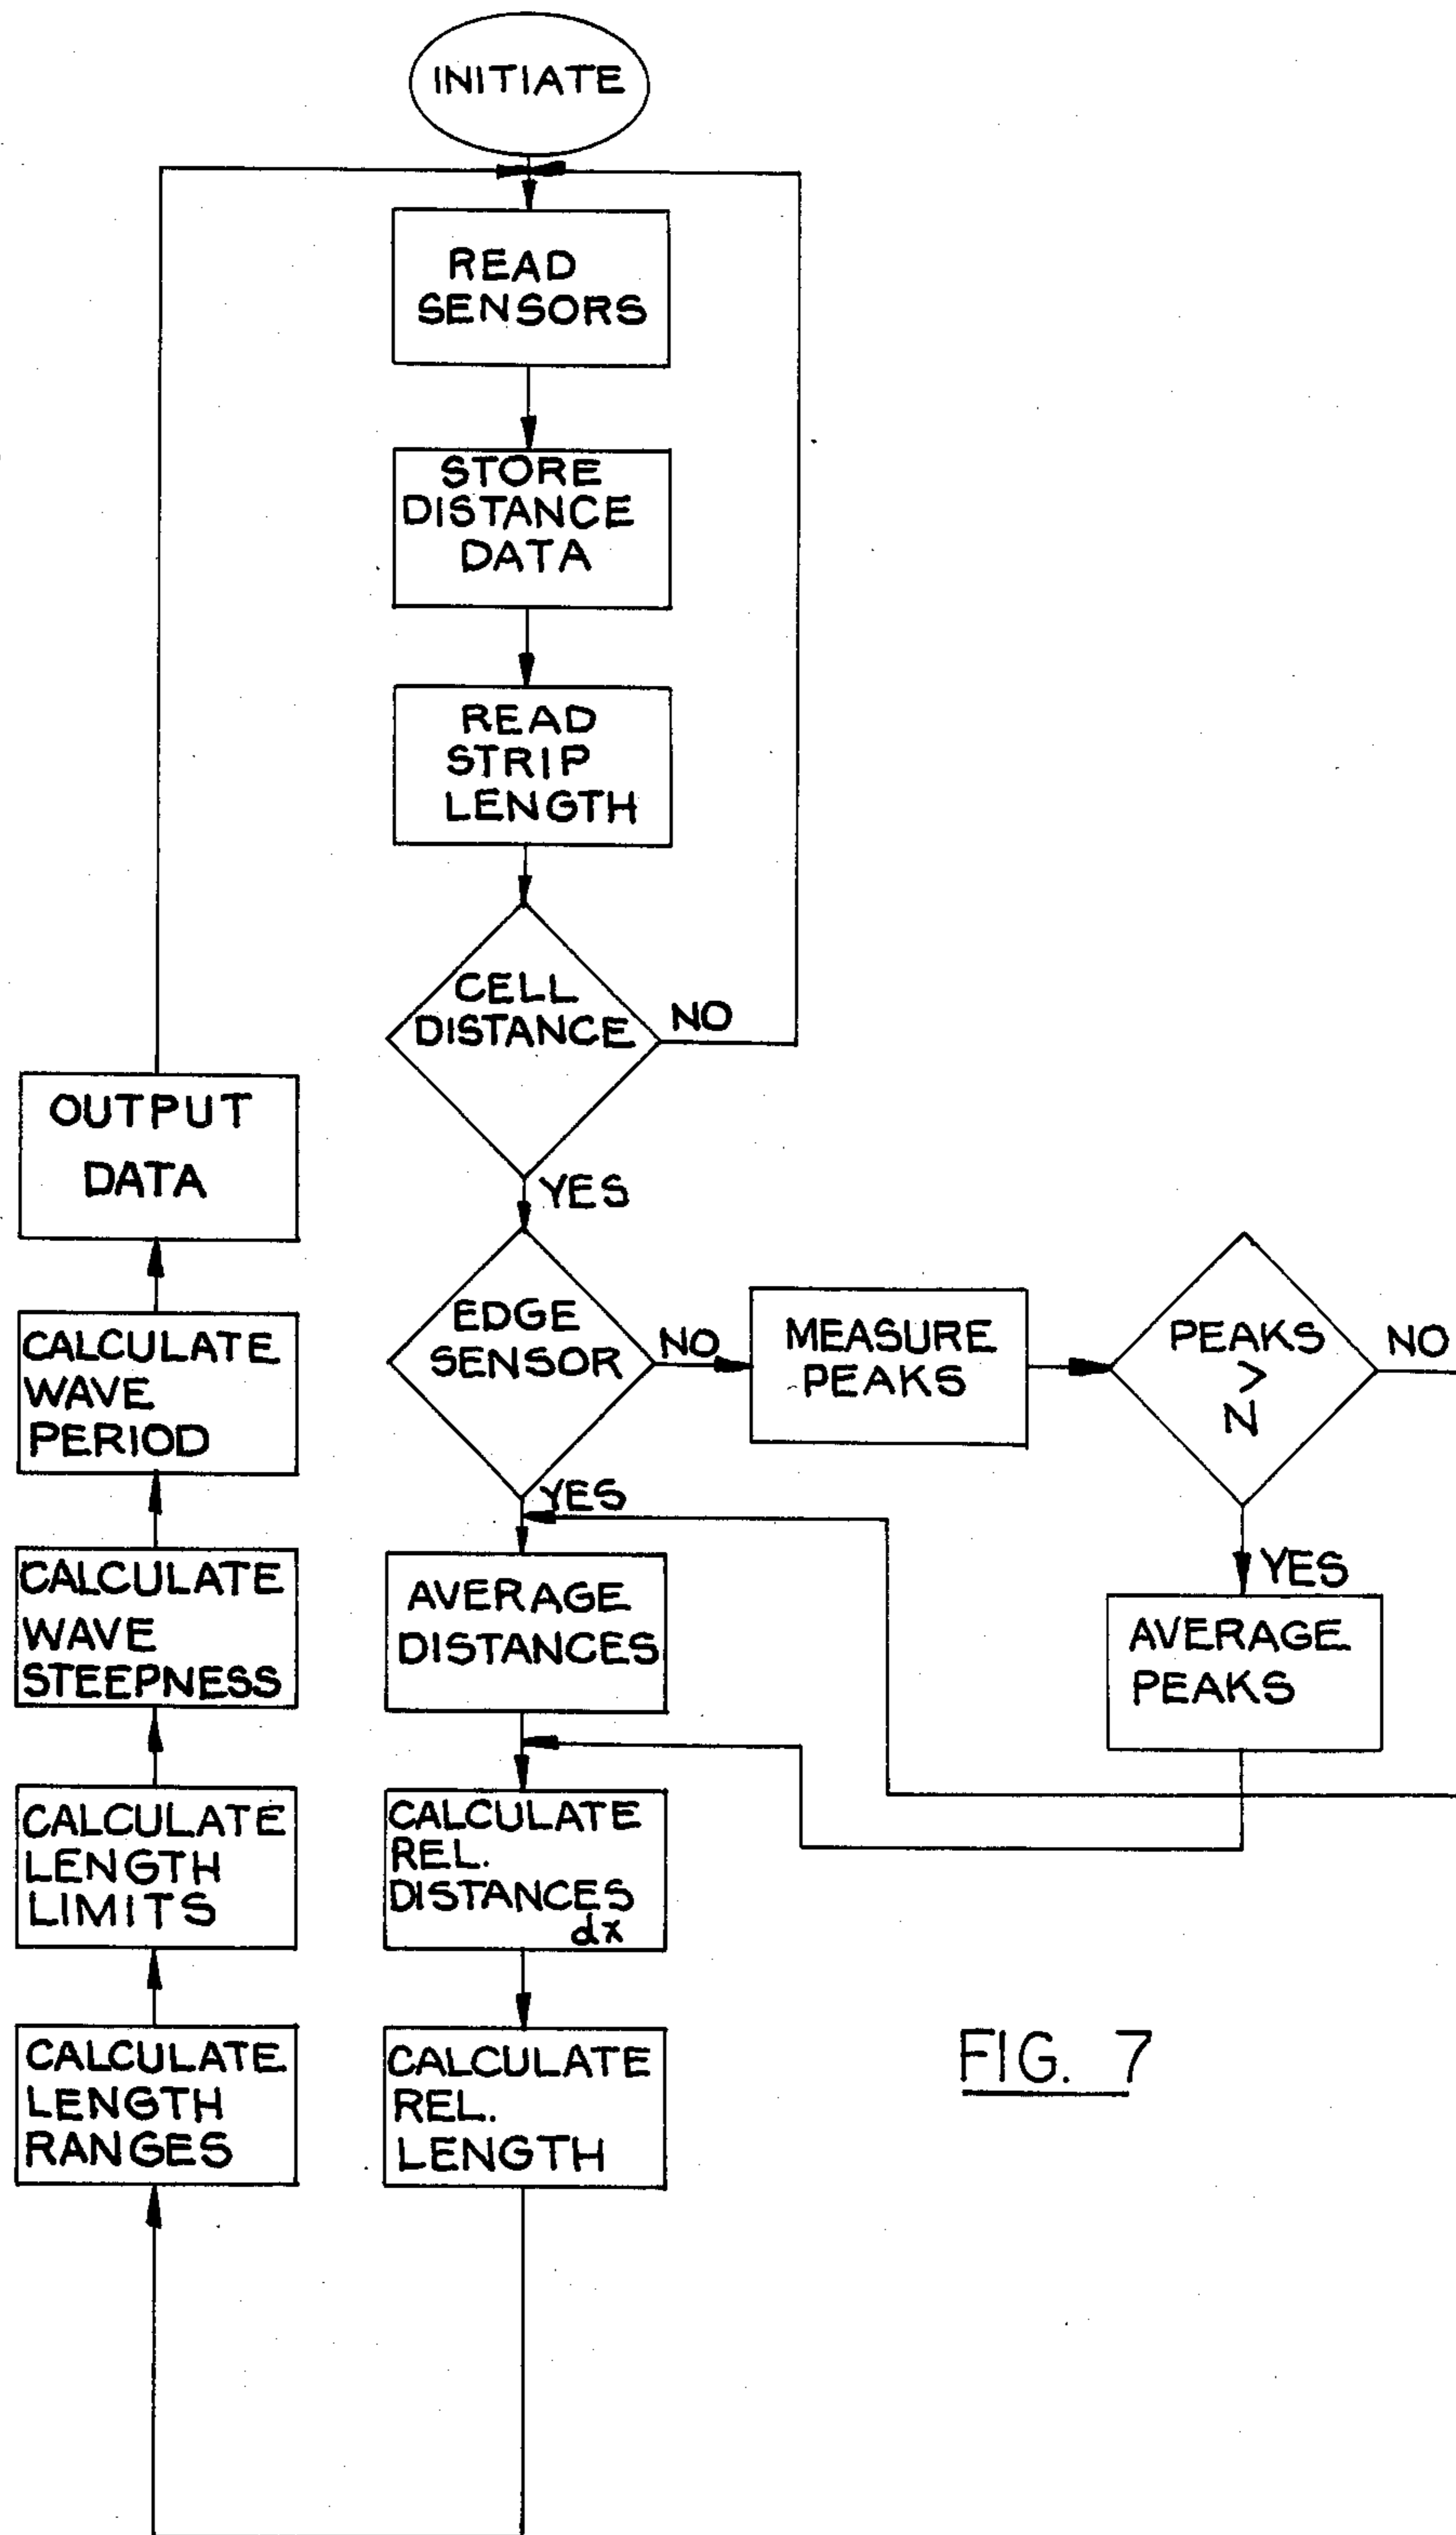 INITIATE
READ
SENSORS
STORE
DISTANCE
DATA
READ
STRIP
LENGTH
CELL
DISTANCE
NO
YES
EDGE
SENSOR
NO
MEASURE
PEAKS
PEAKS
>
N
NO
YES
AVERAGE
PEAKS
YES
AVERAGE
DISTANCES
CALCULATE
REL.
DISTANCES
dx
CALCULATE
REL.
LENGTH
CALCULATE
LENGTH
RANGES
CALCULATE
LENGTH
LIMITS
CALCULATE
WAVE
STEEPNESS
CALCULATE
WAVE
PERIOD
OUTPUT
DATA
FIG. 7